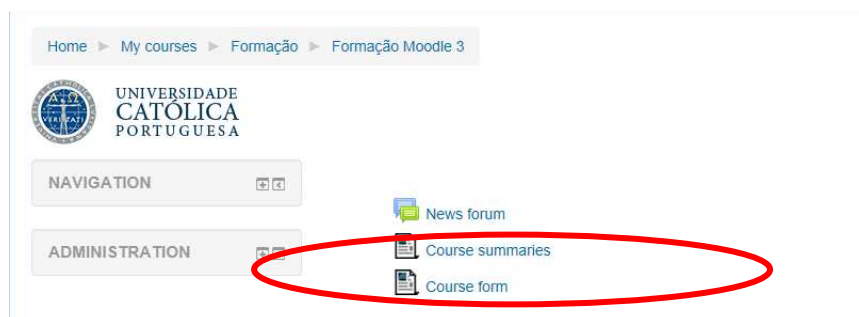 Home ► My courses ► Formação ► Formação Moodle 3
UNIVERSIDADE
CATÓLICA
PORTUGUESA
NAVIGATION
ADMINISTRATION
News forum
Course summaries
Course form